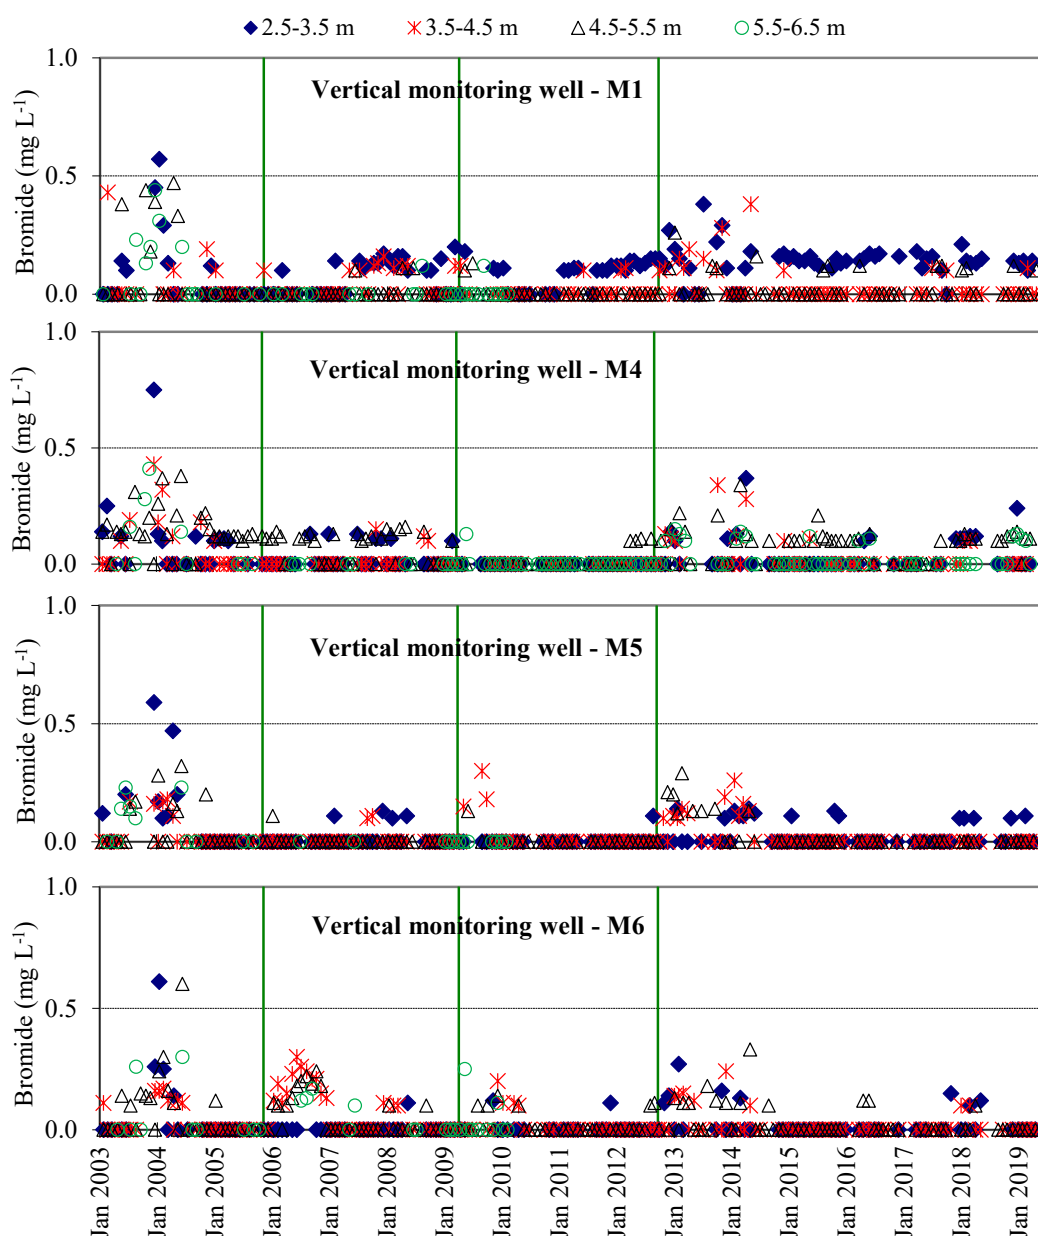 2.5-3.5 m 3.5-4.5 m 4.5-5.5 m 5.5-6.5 m
1.0
Vertical monitoring well - M1
Bromide (mg L-1)
0.5
0.0
1.0
Vertical monitoring well - M4
Bromide (mg L-1)
0.5
0.0
1.0
Vertical monitoring well - M5
Bromide (mg L-1)
0.5
0.0
1.0
Vertical monitoring well - M6
Bromide (mg L-1)
0.5
0.0
Jan 2003
Jan 2004
Jan 2005
Jan 2006
Jan 2007
Jan 2008
Jan 2009
Jan 2010
Jan 2011
Jan 2012
Jan 2013
Jan 2014
Jan 2015
Jan 2016
Jan 2017
Jan 2018
Jan 2019